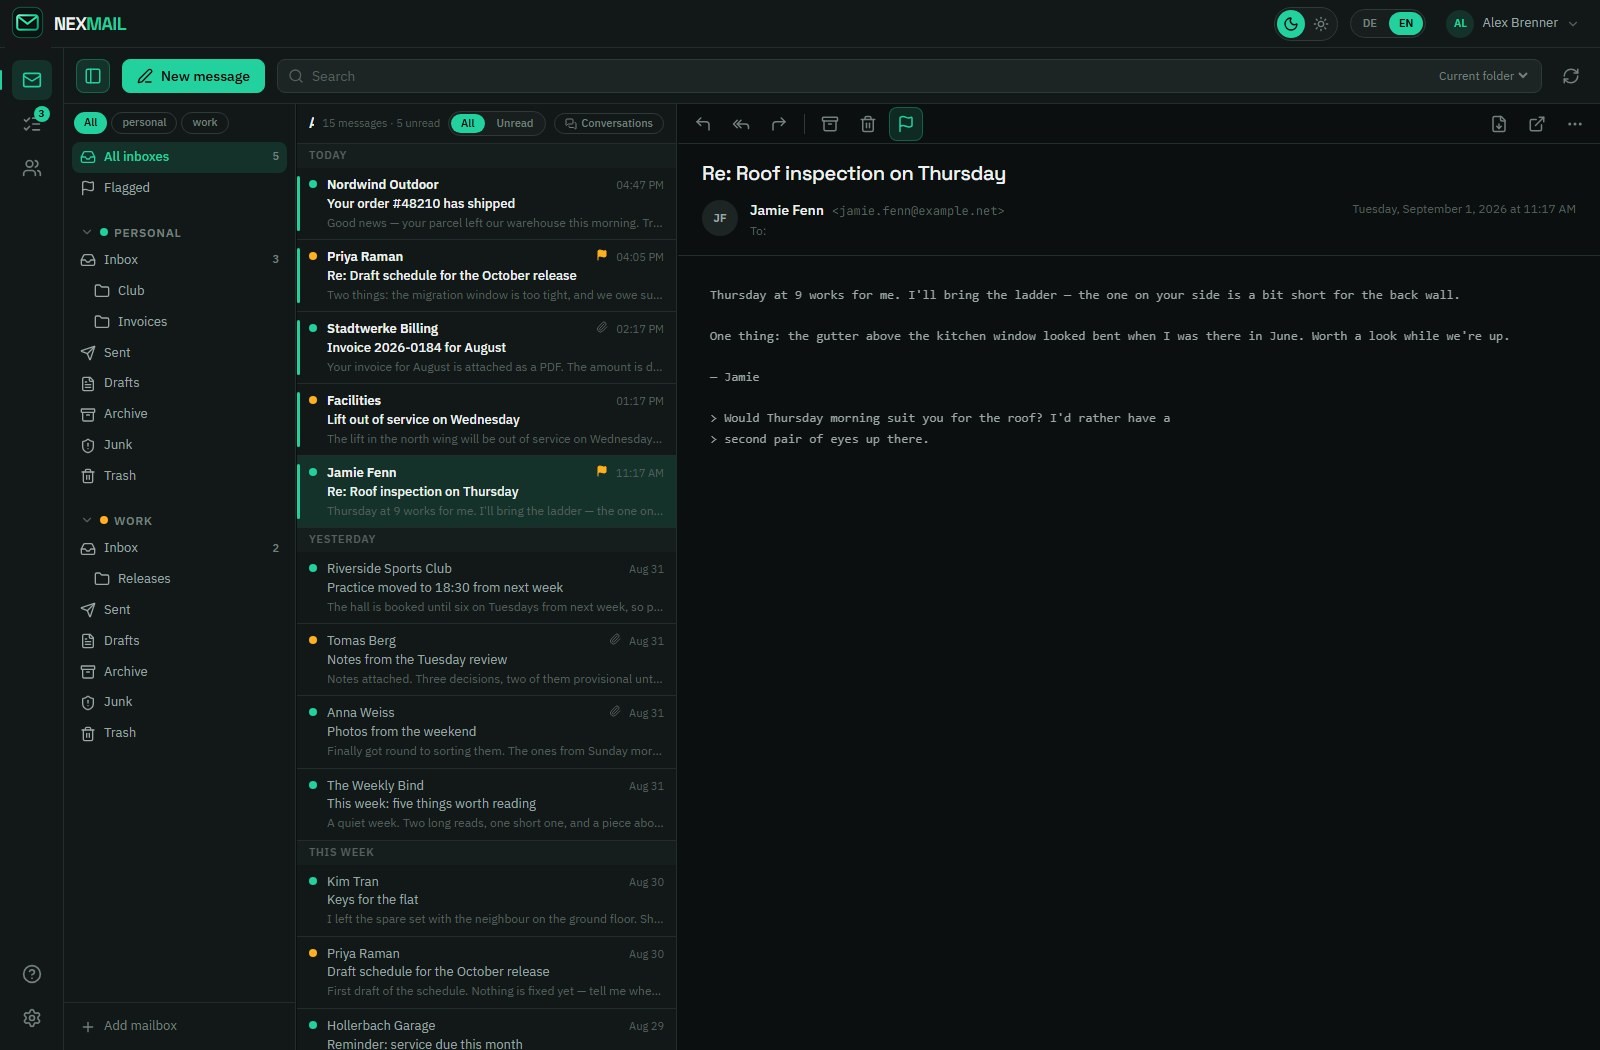 NEXMAIL
DE EN
AL Alex Brenner
New message
Search
Current folder
3
All personal work
All inboxes 5
Flagged
PERSONAL
Inbox 3
Club
Invoices
Sent
Drafts
Archive
Junk
Trash
WORK
Inbox 2
Releases
Sent
Drafts
Archive
Junk
Trash
Add mailbox
15 messages · 5 unread All Unread Conversations
TODAY
Nordwind Outdoor 04:47 PM
Your order #48210 has shipped
Good news — your parcel left our warehouse this morning. Tr…
Priya Raman 04:05 PM
Re: Draft schedule for the October release
Two things: the migration window is too tight, and we owe su…
Stadtwerke Billing 02:17 PM
Invoice 2026-0184 for August
Your invoice for August is attached as a PDF. The amount is d…
Facilities 01:17 PM
Lift out of service on Wednesday
The lift in the north wing will be out of service on Wednesday…
Jamie Fenn 11:17 AM
Re: Roof inspection on Thursday
Thursday at 9 works for me. I'll bring the ladder — the one on…
YESTERDAY
Riverside Sports Club Aug 31
Practice moved to 18:30 from next week
The hall is booked until six on Tuesdays from next week, so p…
Tomas Berg Aug 31
Notes from the Tuesday review
Notes attached. Three decisions, two of them provisional unt…
Anna Weiss Aug 31
Photos from the weekend
Finally got round to sorting them. The ones from Sunday mor…
The Weekly Bind Aug 31
This week: five things worth reading
A quiet week. Two long reads, one short one, and a piece abo…
THIS WEEK
Kim Tran Aug 30
Keys for the flat
I left the spare set with the neighbour on the ground floor. Sh…
Priya Raman Aug 30
Draft schedule for the October release
First draft of the schedule. Nothing is fixed yet — tell me whe…
Hollerbach Garage Aug 29
Reminder: service due this month
Re: Roof inspection on Thursday
JF Jamie Fenn <jamie.fenn@example.net> Tuesday, September 1, 2026 at 11:17 AM
To:
Thursday at 9 works for me. I'll bring the ladder — the one on your side is a bit short for the back wall.
One thing: the gutter above the kitchen window looked bent when I was there in June. Worth a look while we're up.
— Jamie
> Would Thursday morning suit you for the roof? I'd rather have a
> second pair of eyes up there.